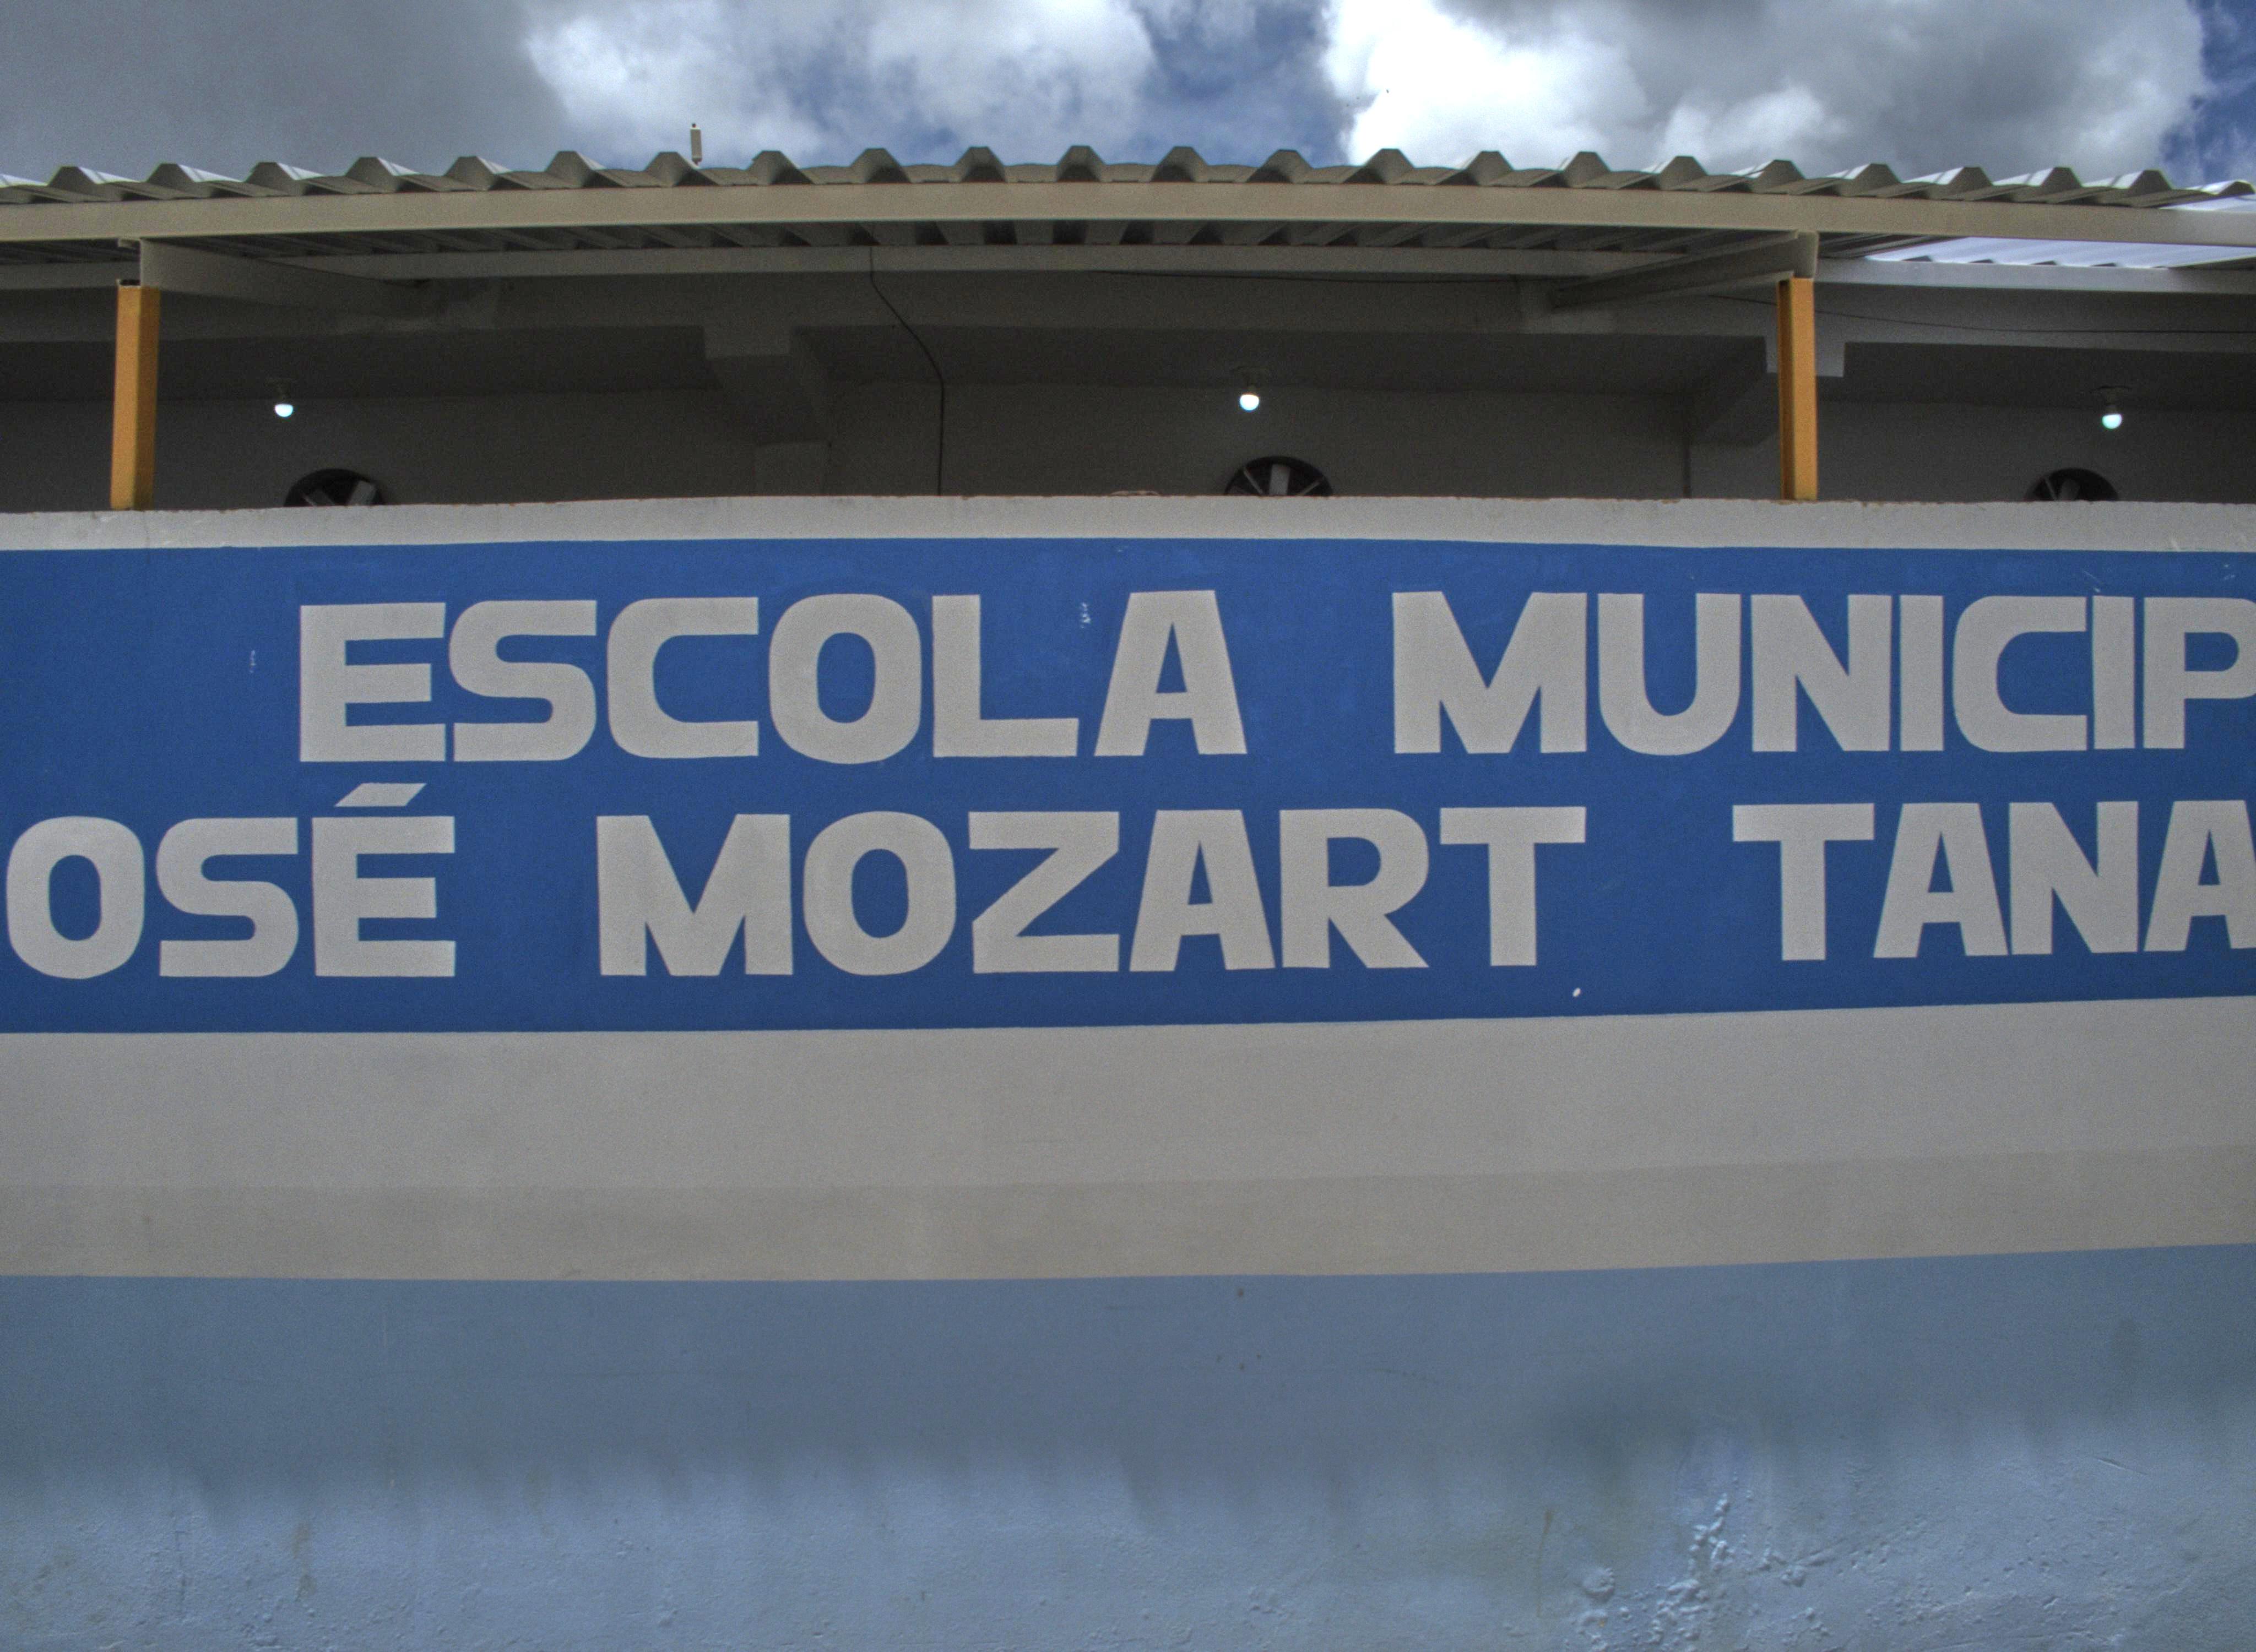 ESCOLA MUNICIP
OSÉ MOZART TANA